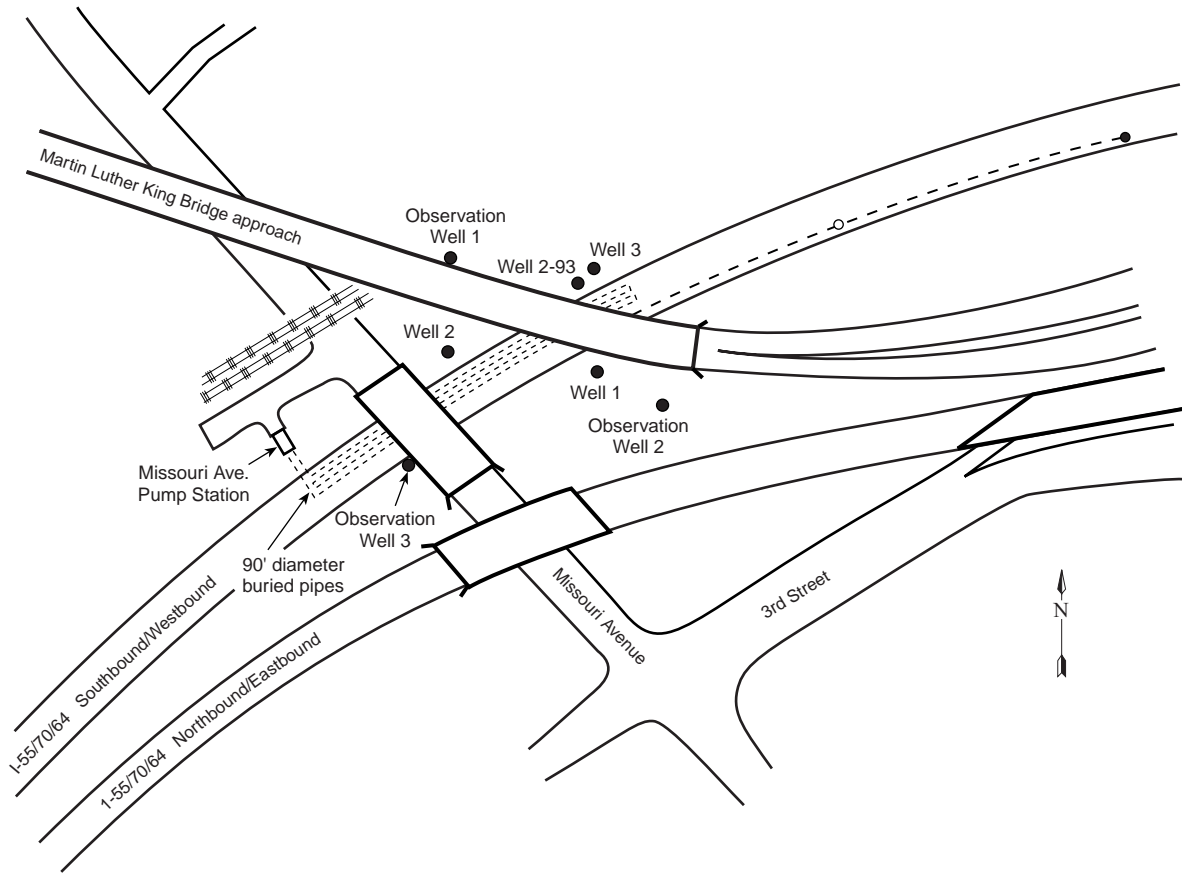 Martin Luther King Bridge approach
Observation
Well 1
Well 3
Well 2-93
Well 2
Well 1
Observation
Well 2
Missouri Ave.
Pump Station
Observation
Well 3
90' diameter
buried pipes
Missouri Avenue
3rd Street
N
I-55/70/64 Southbound/Westbound
1-55/70/64 Northbound/Eastbound